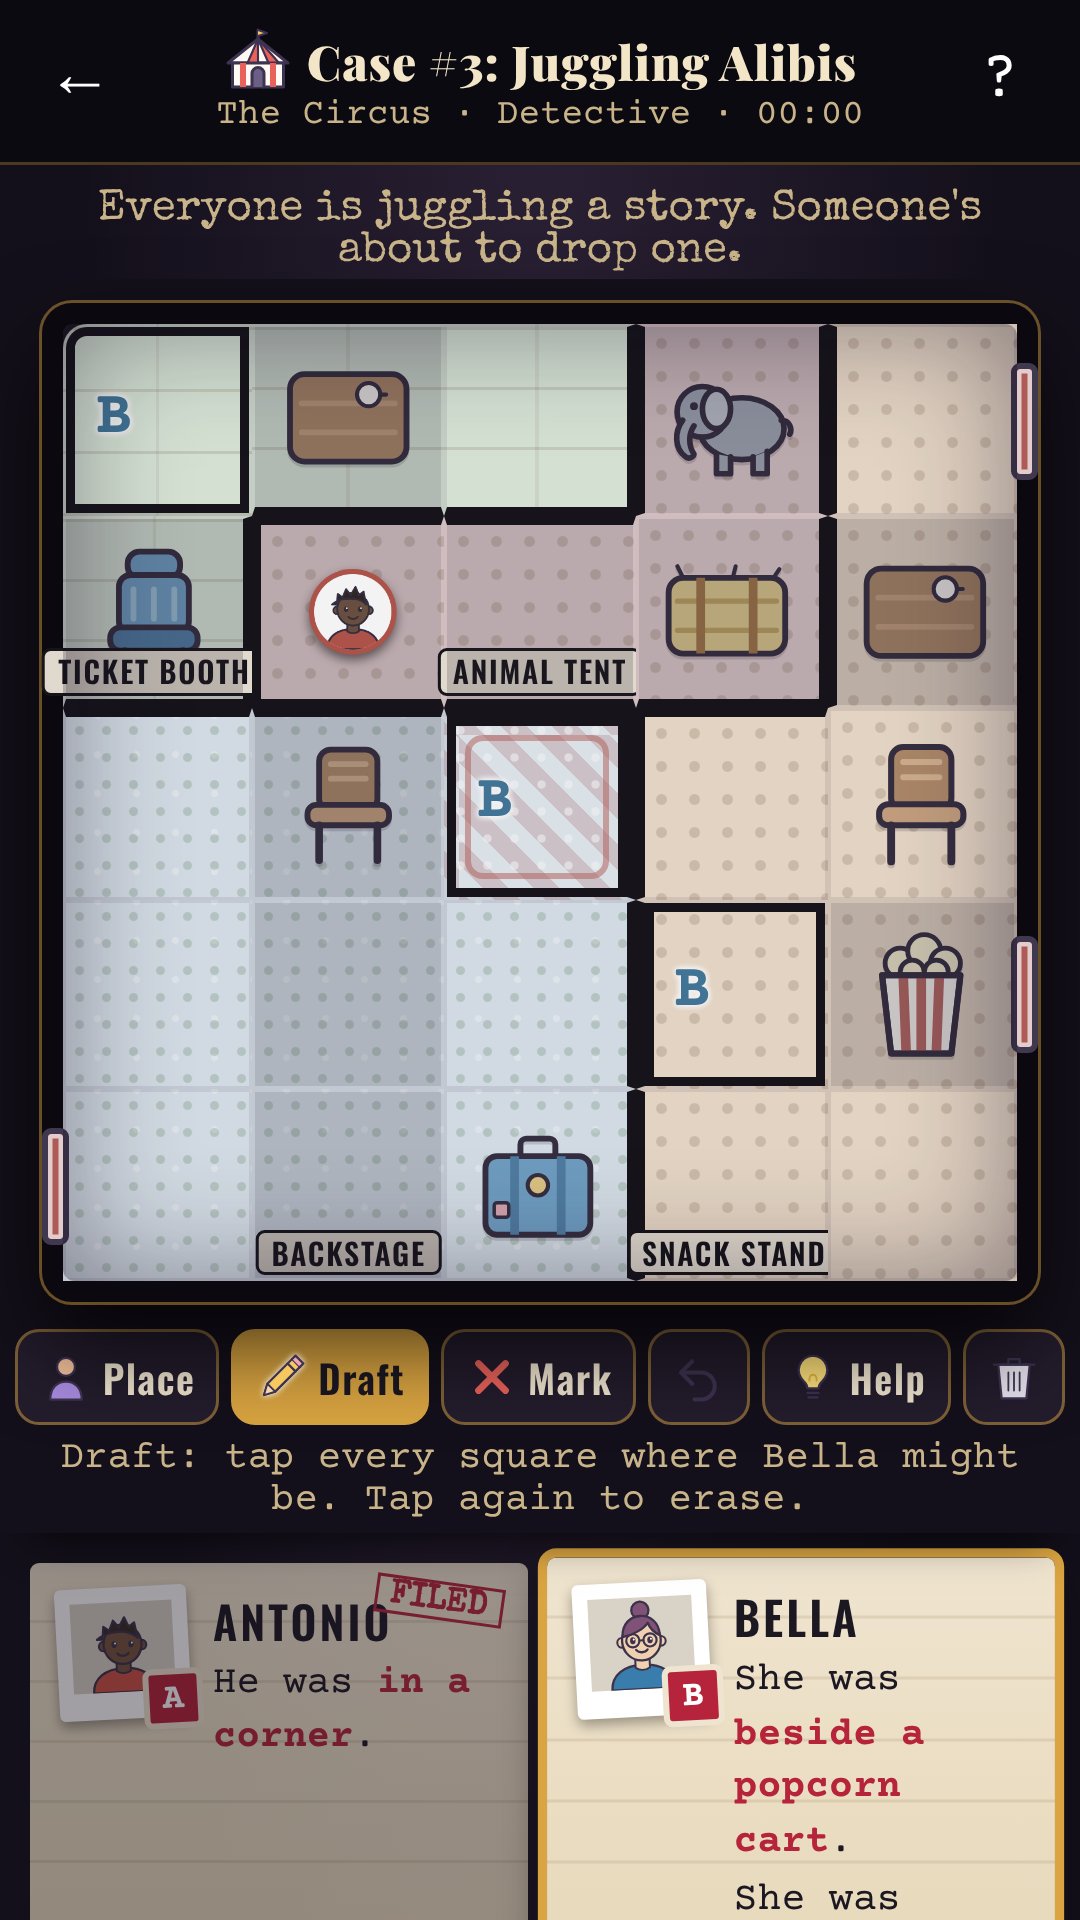 ← Case #3: Juggling Alibis ?
The Circus · Detective · 00:00
Everyone is juggling a story. Someone's
about to drop one.
B
TICKET BOOTH
ANIMAL TENT
B
B
BACKSTAGE
SNACK STAND
Place
Draft
Mark
Help
Draft: tap every square where Bella might
be. Tap again to erase.
FILED
ANTONIO
A
He was in a
corner.
BELLA
B
She was
beside a
popcorn
cart.
She was